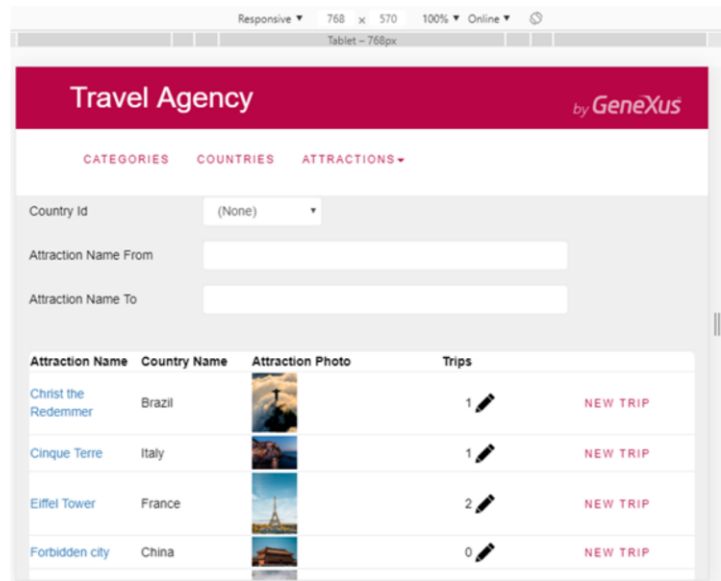 Responsive ▼ 768 x 570 100% ▼ Online ▼
Tablet – 768px
Travel Agency by GeneXus
CATEGORIES COUNTRIES ATTRACTIONS
Country Id (None)
Attraction Name From
Attraction Name To
Attraction Name Country Name Attraction Photo Trips
Christ the
Redemmer Brazil 1 NEW TRIP
Cinque Terre Italy 1 NEW TRIP
Eiffel Tower France 2 NEW TRIP
Forbidden city China 0 NEW TRIP